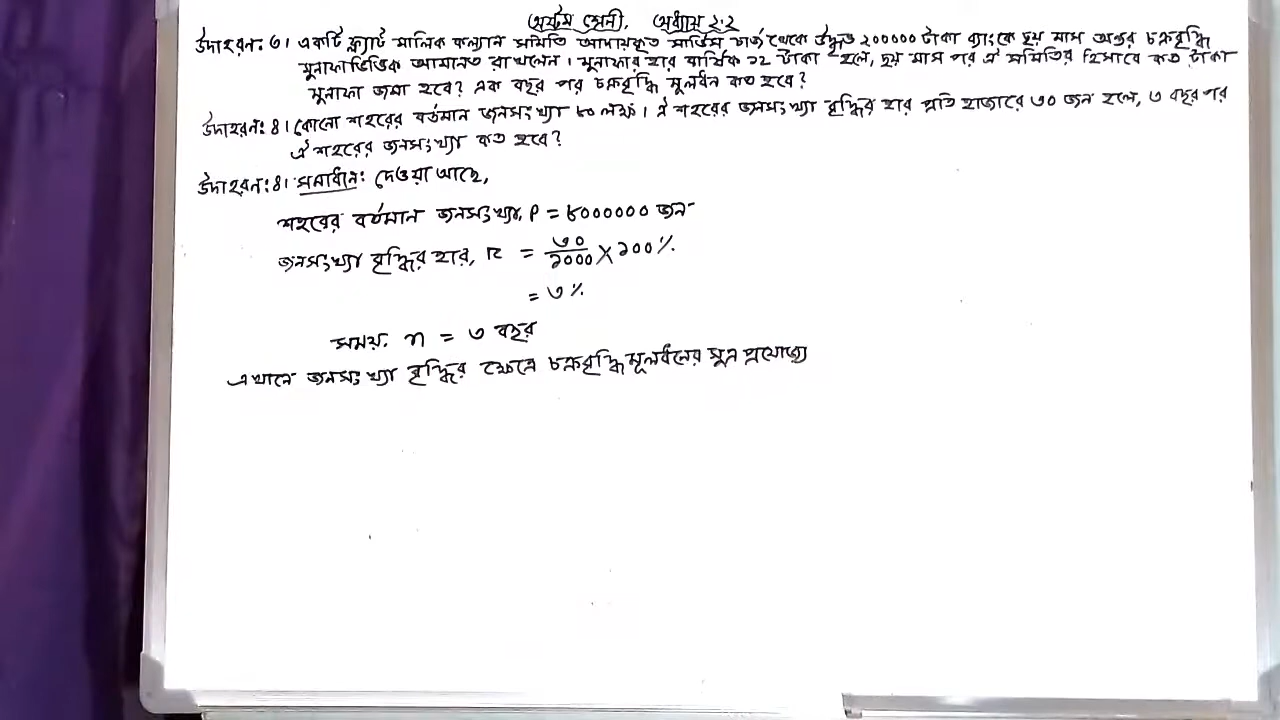 অষ্টম শ্রেনী, অধ্যায় ২.২
উদাহরন: ৩। একটি ফ্ল্যাট মালিক কল্যান সমিতি আদায়কৃত সার্ভিস চার্জ থেকে উদ্ধৃত ২০০০০০ টাকা ব্যাংকে ছয় মাস অন্তর চক্রবৃদ্ধি
মুনাফাভিত্তিক আমানত রাখলেন। মুনাফার হার বার্ষিক ১২ টাকা হলে, ছয় মাস পর ঐ সমিতির হিসাবে কত টাকা
মুনাফা জমা হবে? এক বছর পর চক্রবৃদ্ধি মূলধন কত হবে?
উদাহরন: ৪। কোনো শহরের বর্তমান জনসংখ্যা ৮০ লক্ষ। ঐ শহরের জনসংখ্যা বৃদ্ধির হার প্রতি হাজারে ৩০ জন হলে, ৩ বছর পর
ঐ শহরের জনসংখ্যা কত হবে?
উদাহরন: ৪। সমাধান: দেওয়া আছে,
শহরের বর্তমান জনসংখ্যা, P = ৮০০০০০০ জন
জনসংখ্যা বৃদ্ধির হার, r = ৩০/১০০০ × ১০০%
= ৩%
সময়, n = ৩ বছর
এখানে জনসংখ্যা বৃদ্ধির ক্ষেত্রে চক্রবৃদ্ধি মূলধনের সূত্র প্রযোজ্য